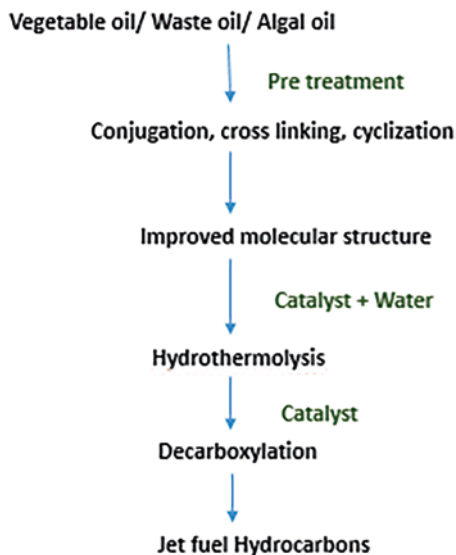 Vegetable oil/ Waste oil/ Algal oil
Pre treatment
Conjugation, cross linking, cyclization
Improved molecular structure
Catalyst + Water
Hydrothermolysis
Catalyst
Decarboxylation
Jet fuel Hydrocarbons